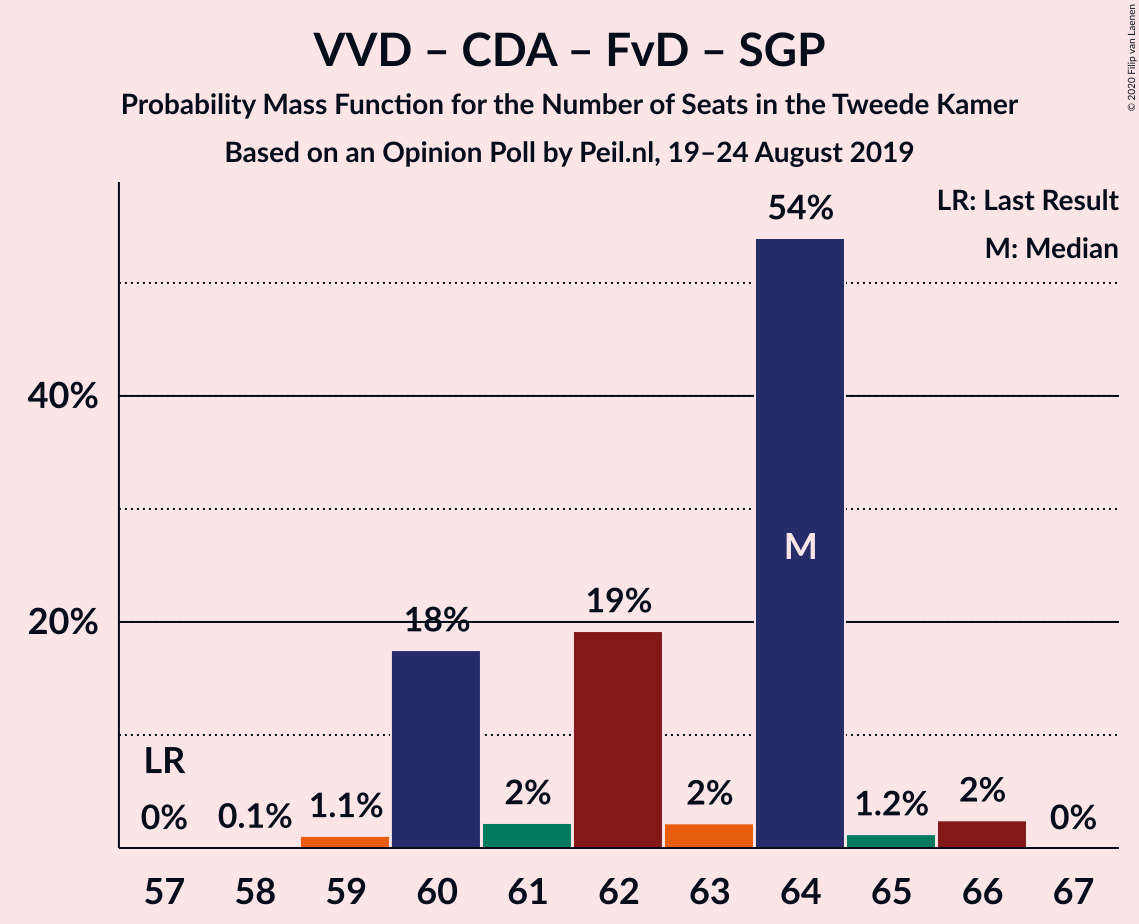 VVD – CDA – FvD – SGP
Probability Mass Function for the Number of Seats in the Tweede Kamer
Based on an Opinion Poll by Peil.nl, 19–24 August 2019
© 2020 Filip van Laenen
LR: Last Result
M: Median
54%
40%
M
19%
20%
18%
LR
0%
0.1%
1.1%
2%
2%
1.2%
2%
0%
57 58 59 60 61 62 63 64 65 66 67